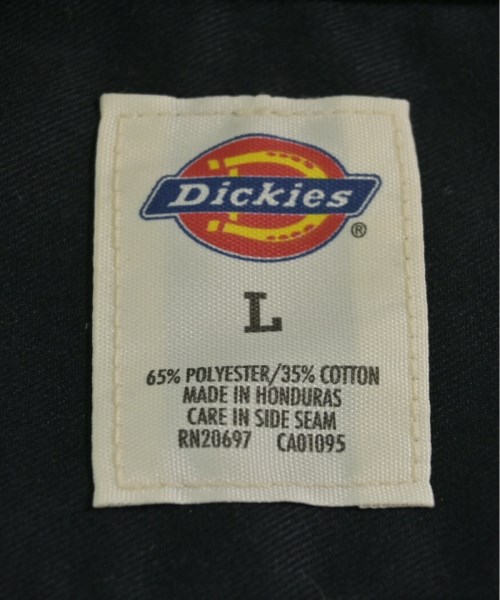 Dickies
®
L
65% POLYESTER/35% COTTON
MADE IN HONDURAS
CARE IN SIDE SEAM
RN20697 CA01095